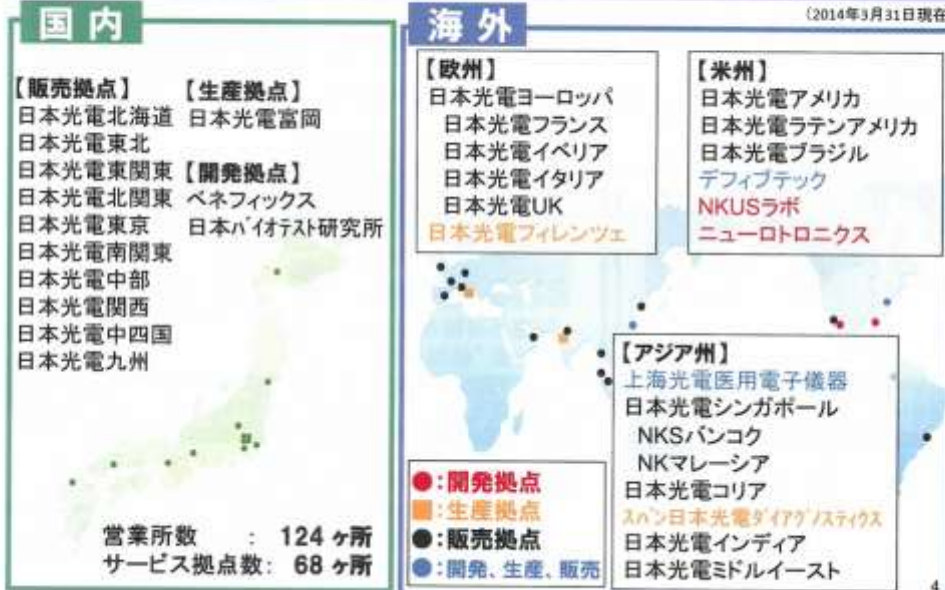 国内
【販売拠点】
日本光電北海道
日本光電東北
日本光電東関東
日本光電北関東
日本光電東京
日本光電南関東
日本光電中部
日本光電関西
日本光電中四国
日本光電九州
【生産拠点】
日本光電富岡
【開発拠点】
ベネフィックス
日本バイオテスト研究所
営業所数 : 124 ヶ所
サービス拠点数: 68 ヶ所
海外
(2014年3月31日現在
【欧州】
日本光電ヨーロッパ
日本光電フランス
日本光電イベリア
日本光電イタリア
日本光電UK
日本光電フィレンツェ
【米州】
日本光電アメリカ
日本光電ラテンアメリカ
日本光電ブラジル
デフィブテック
NKUSラボ
ニューロトロニクス
【アジア州】
上海光電医用電子儀器
日本光電シンガポール
NKSバンコク
NKマレーシア
日本光電コリア
スパン日本光電ダイアグノスティクス
日本光電インディア
日本光電ミドルイースト
●:開発拠点
■:生産拠点
●:販売拠点
●:開発、生産、販売
4